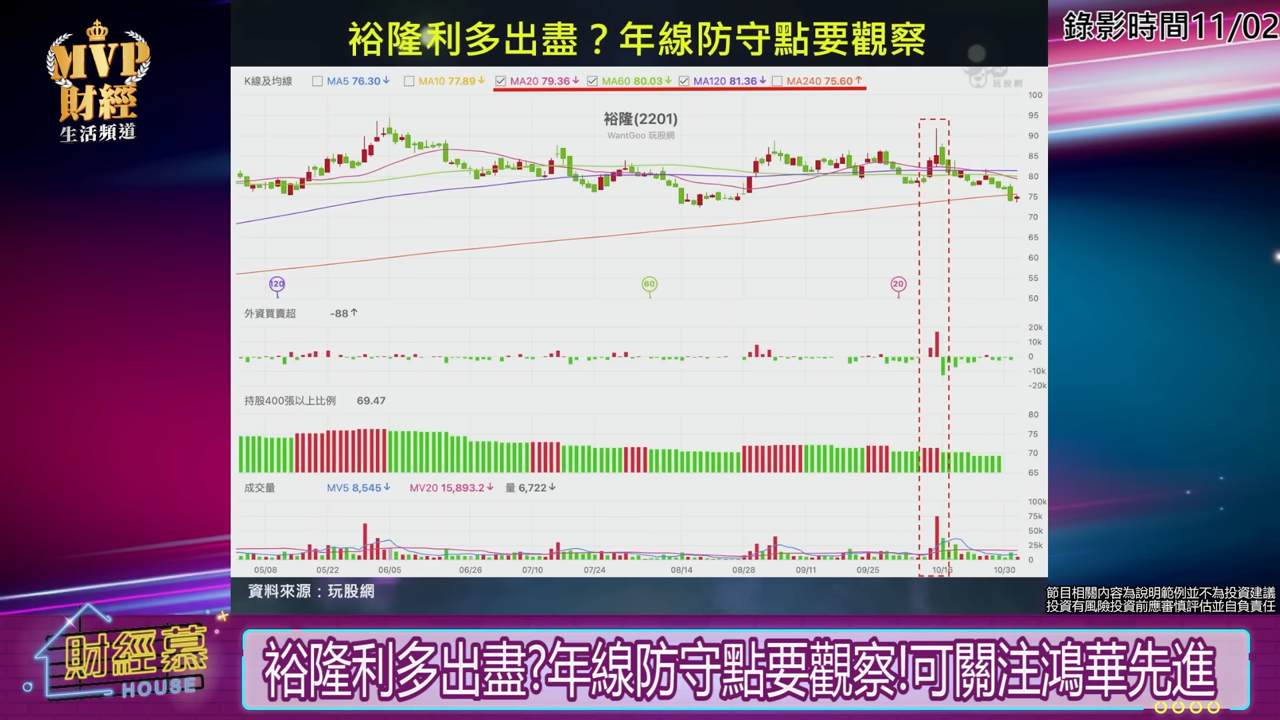 裕隆利多出盡？年線防守點要觀察
錄影時間11/02
MVP
財經
生活頻道
K線及均線 MA5 76.30↓ MA10 77.89↓ MA20 79.36↓ MA60 80.03↓ MA120 81.36↓ MA240 75.60↑
玩股網
裕隆(2201)
WantGoo 玩股網
100
95
90
85
80
75
70
65
60
55
50
120 60 20
外資買賣超 -88↑
20k
10k
0
-10k
-20k
持股400張以上比例 69.47
80
75
70
65
成交量 MV5 8,545↓ MV20 15,893.2↓ 量 6,722↓
100k
75k
50k
25k
0
05/08 05/22 06/05 06/26 07/10 07/24 08/14 08/28 09/11 09/25 10/16 10/30
資料來源：玩股網
節目相關內容為說明範例並不為投資建議
投資有風險投資前應審慎評估並自負責任
財經慕
HOUSE
裕隆利多出盡?年線防守點要觀察!可關注鴻華先進